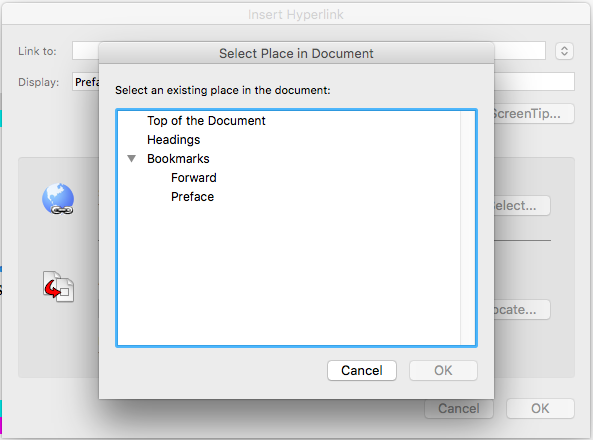 Insert Hyperlink
Link to:
Select Place in Document
Display: Prefa
Select an existing place in the document:
ScreenTip...
Top of the Document
Headings
Bookmarks
Forward
Preface
elect...
ocate...
Cancel OK
Cancel OK